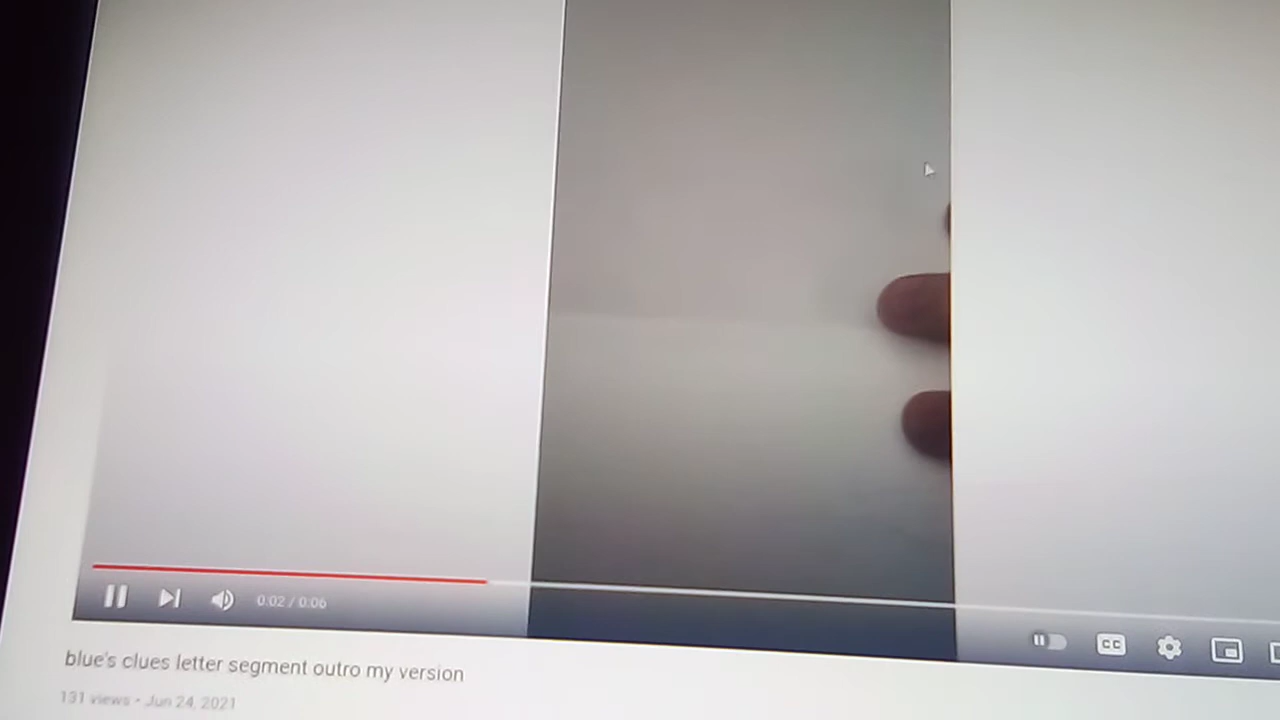 0:02 / 0:06
CC
blue's clues letter segment outro my version
131 views • Jun 24, 2021